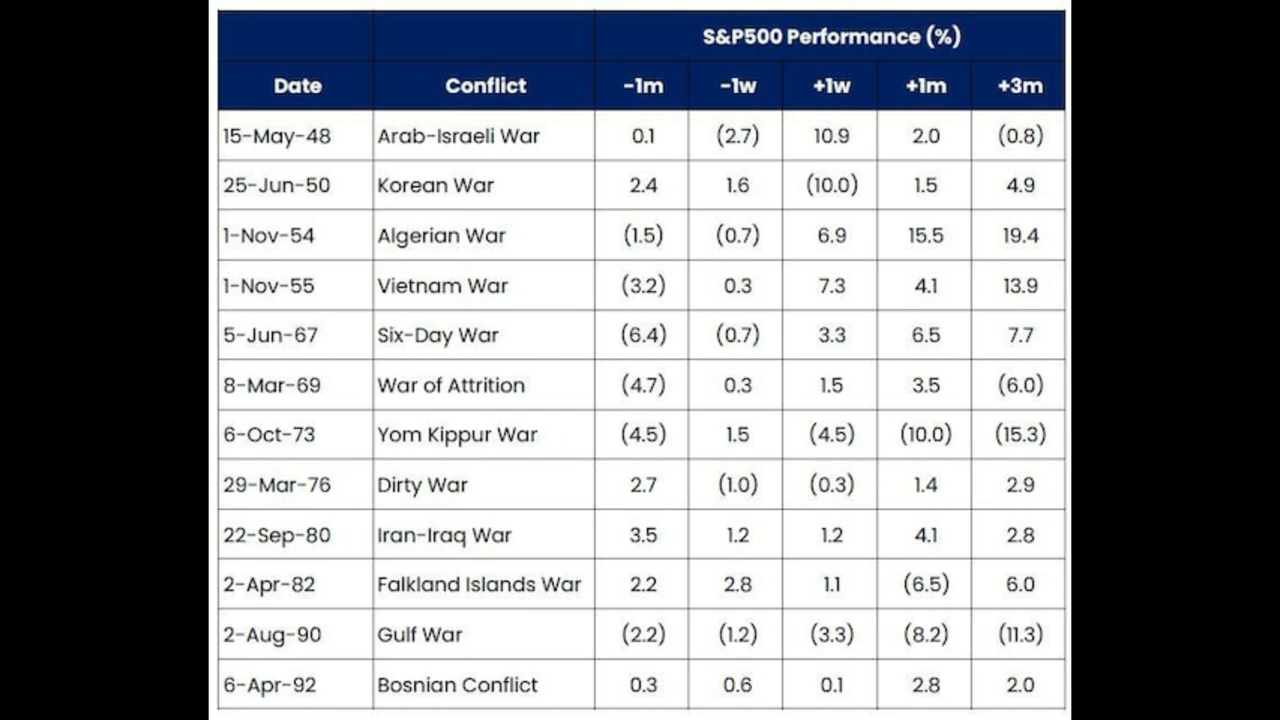 S&P500 Performance (%)
Date Conflict -1m -1w +1w +1m +3m
15-May-48 Arab-Israeli War 0.1 (2.7) 10.9 2.0 (0.8)
25-Jun-50 Korean War 2.4 1.6 (10.0) 1.5 4.9
1-Nov-54 Algerian War (1.5) (0.7) 6.9 15.5 19.4
1-Nov-55 Vietnam War (3.2) 0.3 7.3 4.1 13.9
5-Jun-67 Six-Day War (6.4) (0.7) 3.3 6.5 7.7
8-Mar-69 War of Attrition (4.7) 0.3 1.5 3.5 (6.0)
6-Oct-73 Yom Kippur War (4.5) 1.5 (4.5) (10.0) (15.3)
29-Mar-76 Dirty War 2.7 (1.0) (0.3) 1.4 2.9
22-Sep-80 Iran-Iraq War 3.5 1.2 1.2 4.1 2.8
2-Apr-82 Falkland Islands War 2.2 2.8 1.1 (6.5) 6.0
2-Aug-90 Gulf War (2.2) (1.2) (3.3) (8.2) (11.3)
6-Apr-92 Bosnian Conflict 0.3 0.6 0.1 2.8 2.0